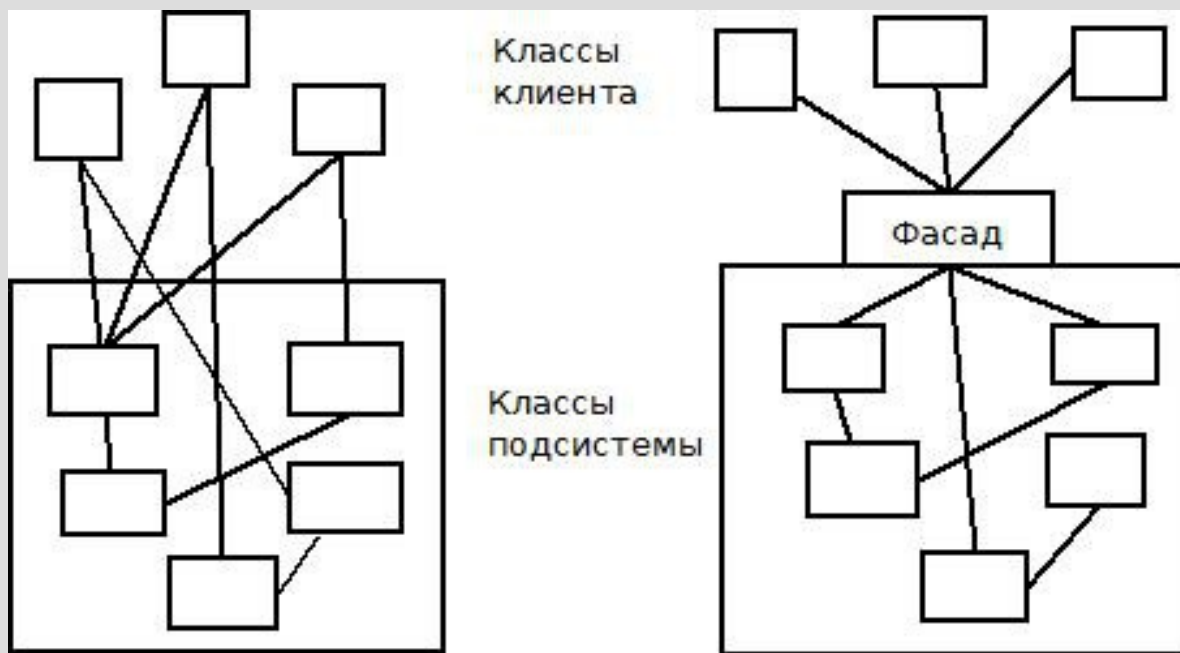 Классы
клиента
Фасад
Классы
подсистемы